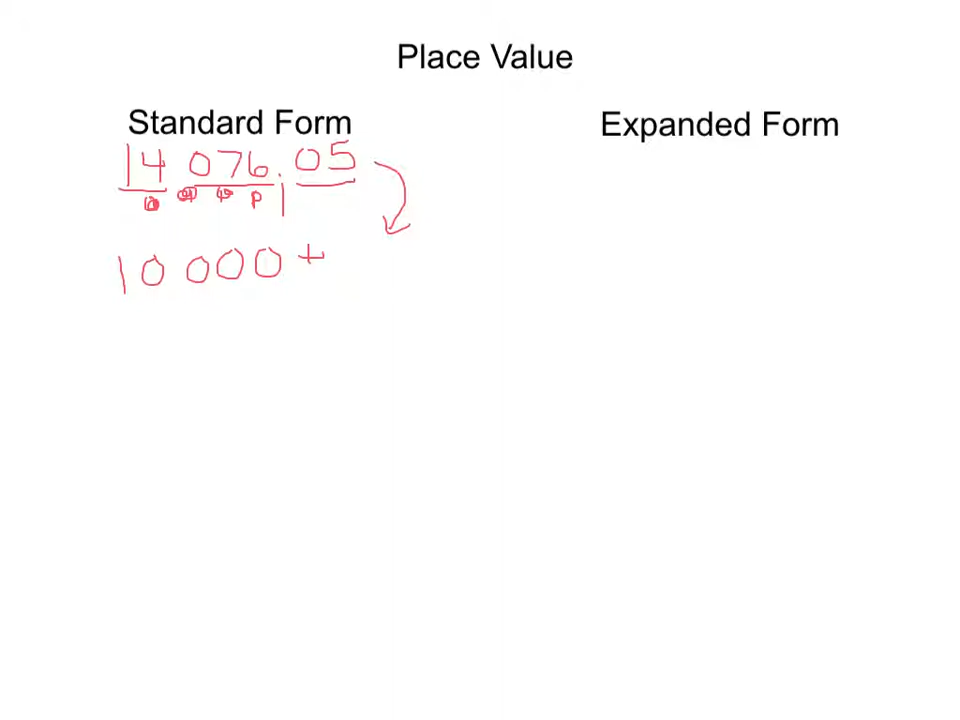 Place Value
Standard Form
Expanded Form
14 076.05
10 000 +